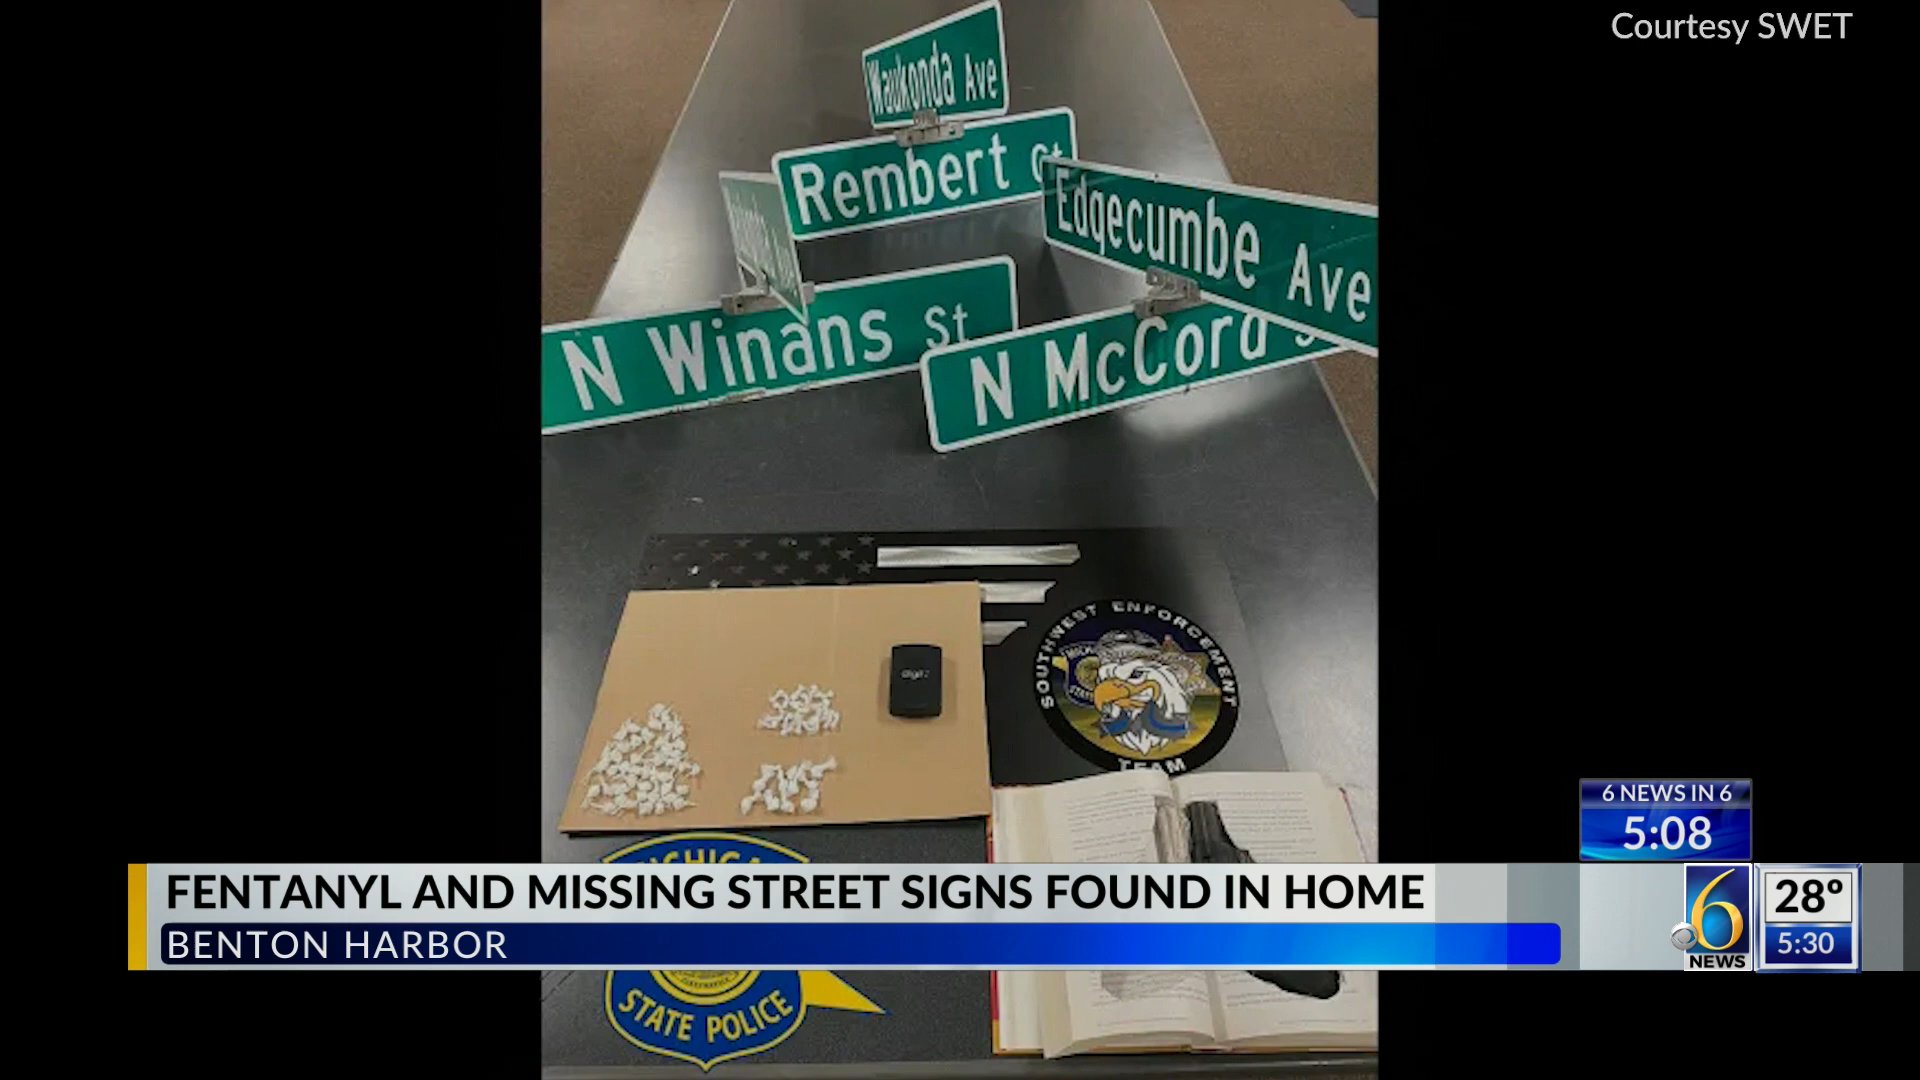 Courtesy SWET
Waukonda Ave
Rembert Ct
Edgecumbe Ave
N Winans St
N McCord
SOUTHWEST ENFORCEMENT
TEAM
STATE POLICE
6 NEWS IN 6
5:08
FENTANYL AND MISSING STREET SIGNS FOUND IN HOME
BENTON HARBOR
6
NEWS
28°
5:30